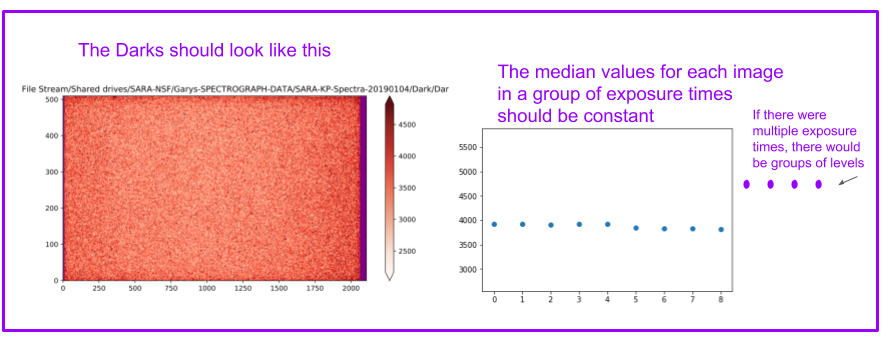 The Darks should look like this
File Stream/Shared drives/SARA-NSF/Garys-SPECTROGRAPH-DATA/SARA-KP-Spectra-20190104/Dark/Dar
500
400
300
200
100
0
0 250 500 750 1000 1250 1500 1750 2000
4500
4000
3500
3000
2500
The median values for each image
in a group of exposure times
should be constant
5500
5000
4500
4000
3500
3000
0 1 2 3 4 5 6 7 8
If there were
multiple exposure
times, there would
be groups of levels